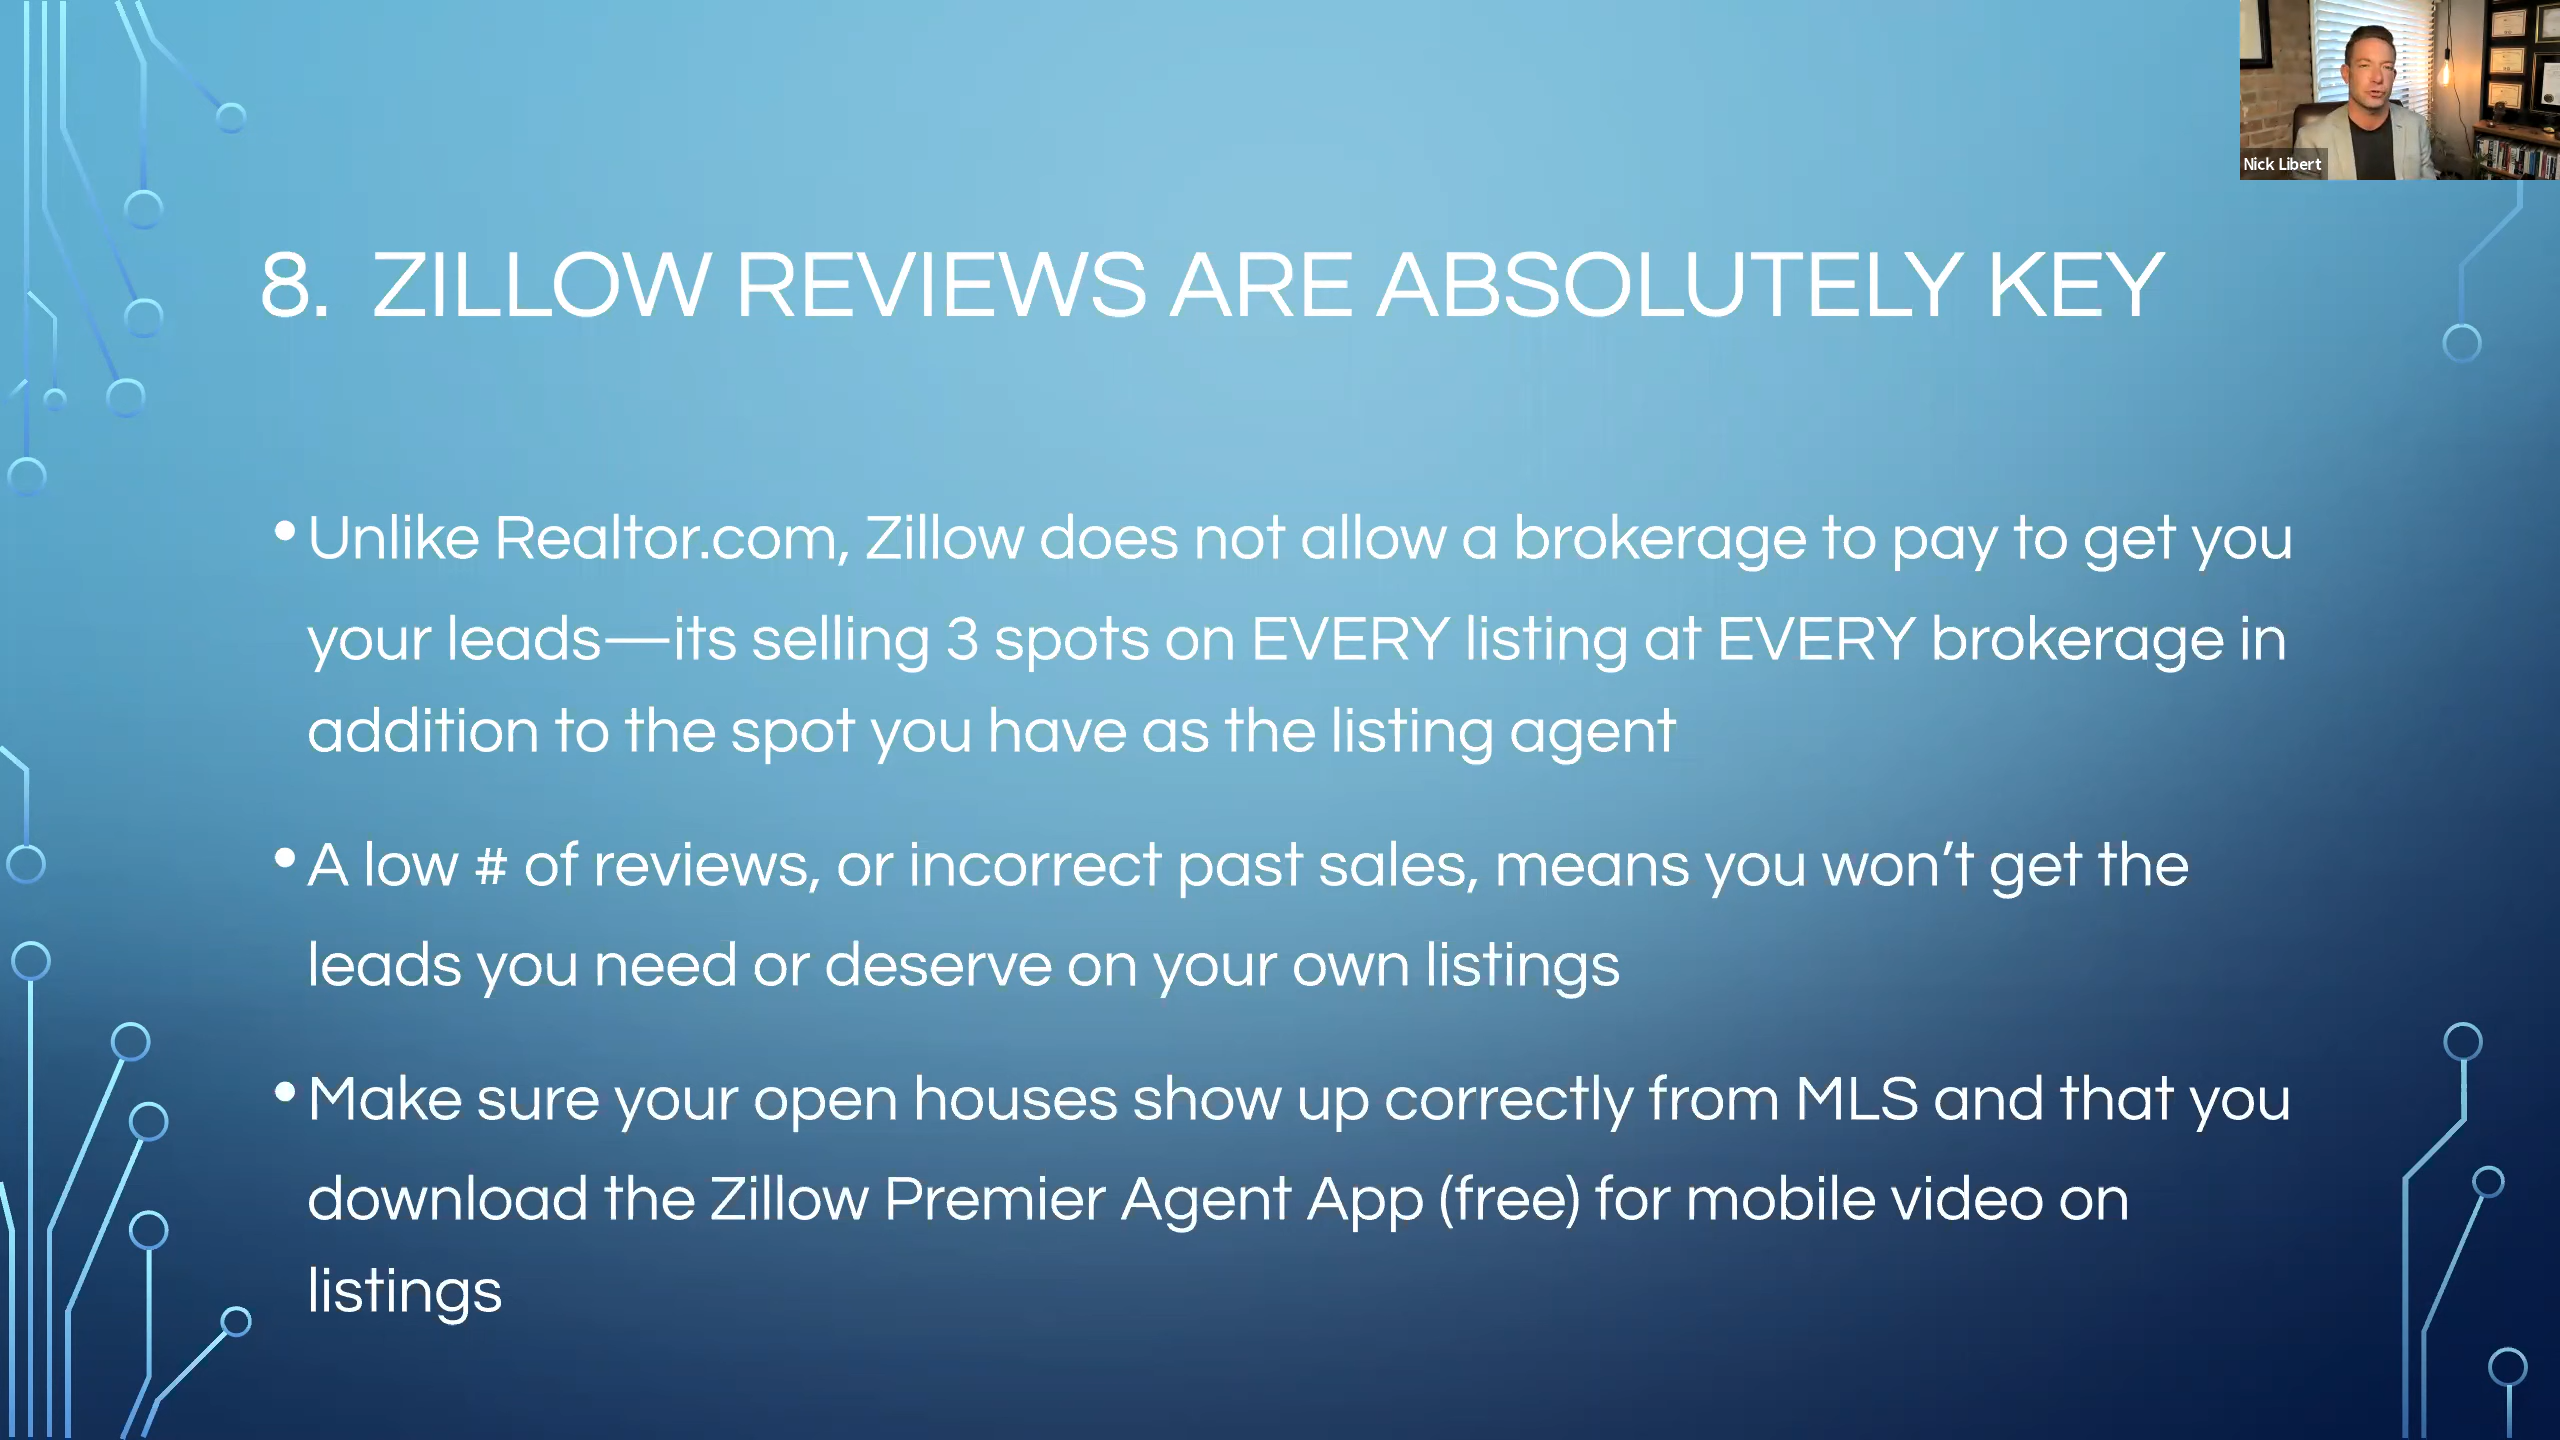 Nick Libert
8. ZILLOW REVIEWS ARE ABSOLUTELY KEY
• Unlike Realtor.com, Zillow does not allow a brokerage to pay to get you
your leads—its selling 3 spots on EVERY listing at EVERY brokerage in
addition to the spot you have as the listing agent
• A low # of reviews, or incorrect past sales, means you won’t get the
leads you need or deserve on your own listings
• Make sure your open houses show up correctly from MLS and that you
download the Zillow Premier Agent App (free) for mobile video on
listings